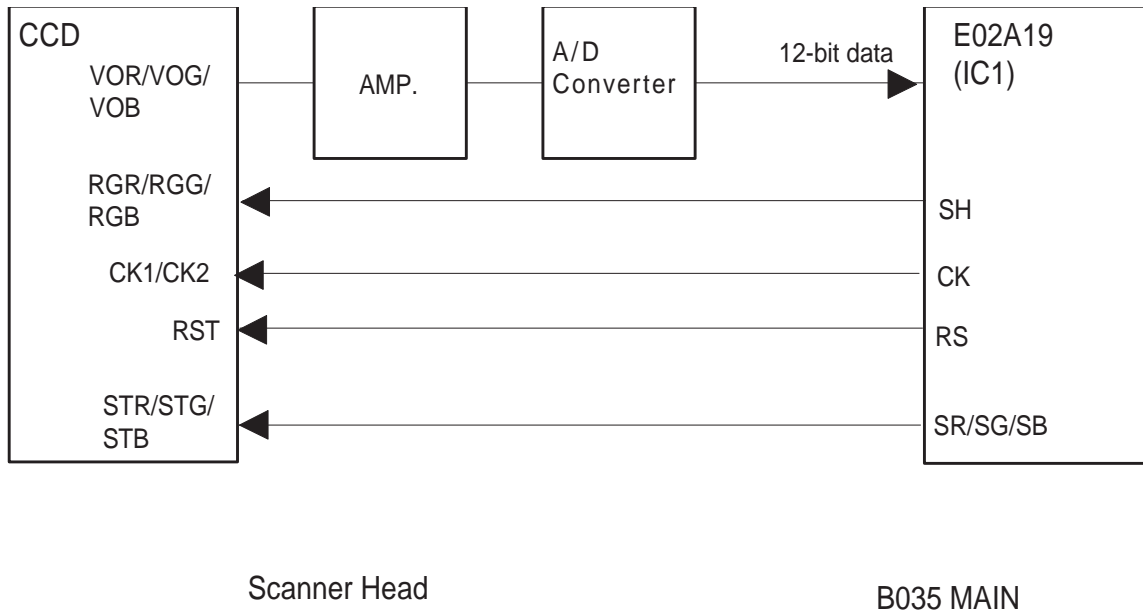 CCD
VOR/VOG/
VOB
AMP.
A/D
Converter
12-bit data
E02A19
(IC1)
RGR/RGG/
RGB
SH
CK1/CK2
CK
RST
RS
STR/STG/
STB
SR/SG/SB
Scanner Head
B035 MAIN